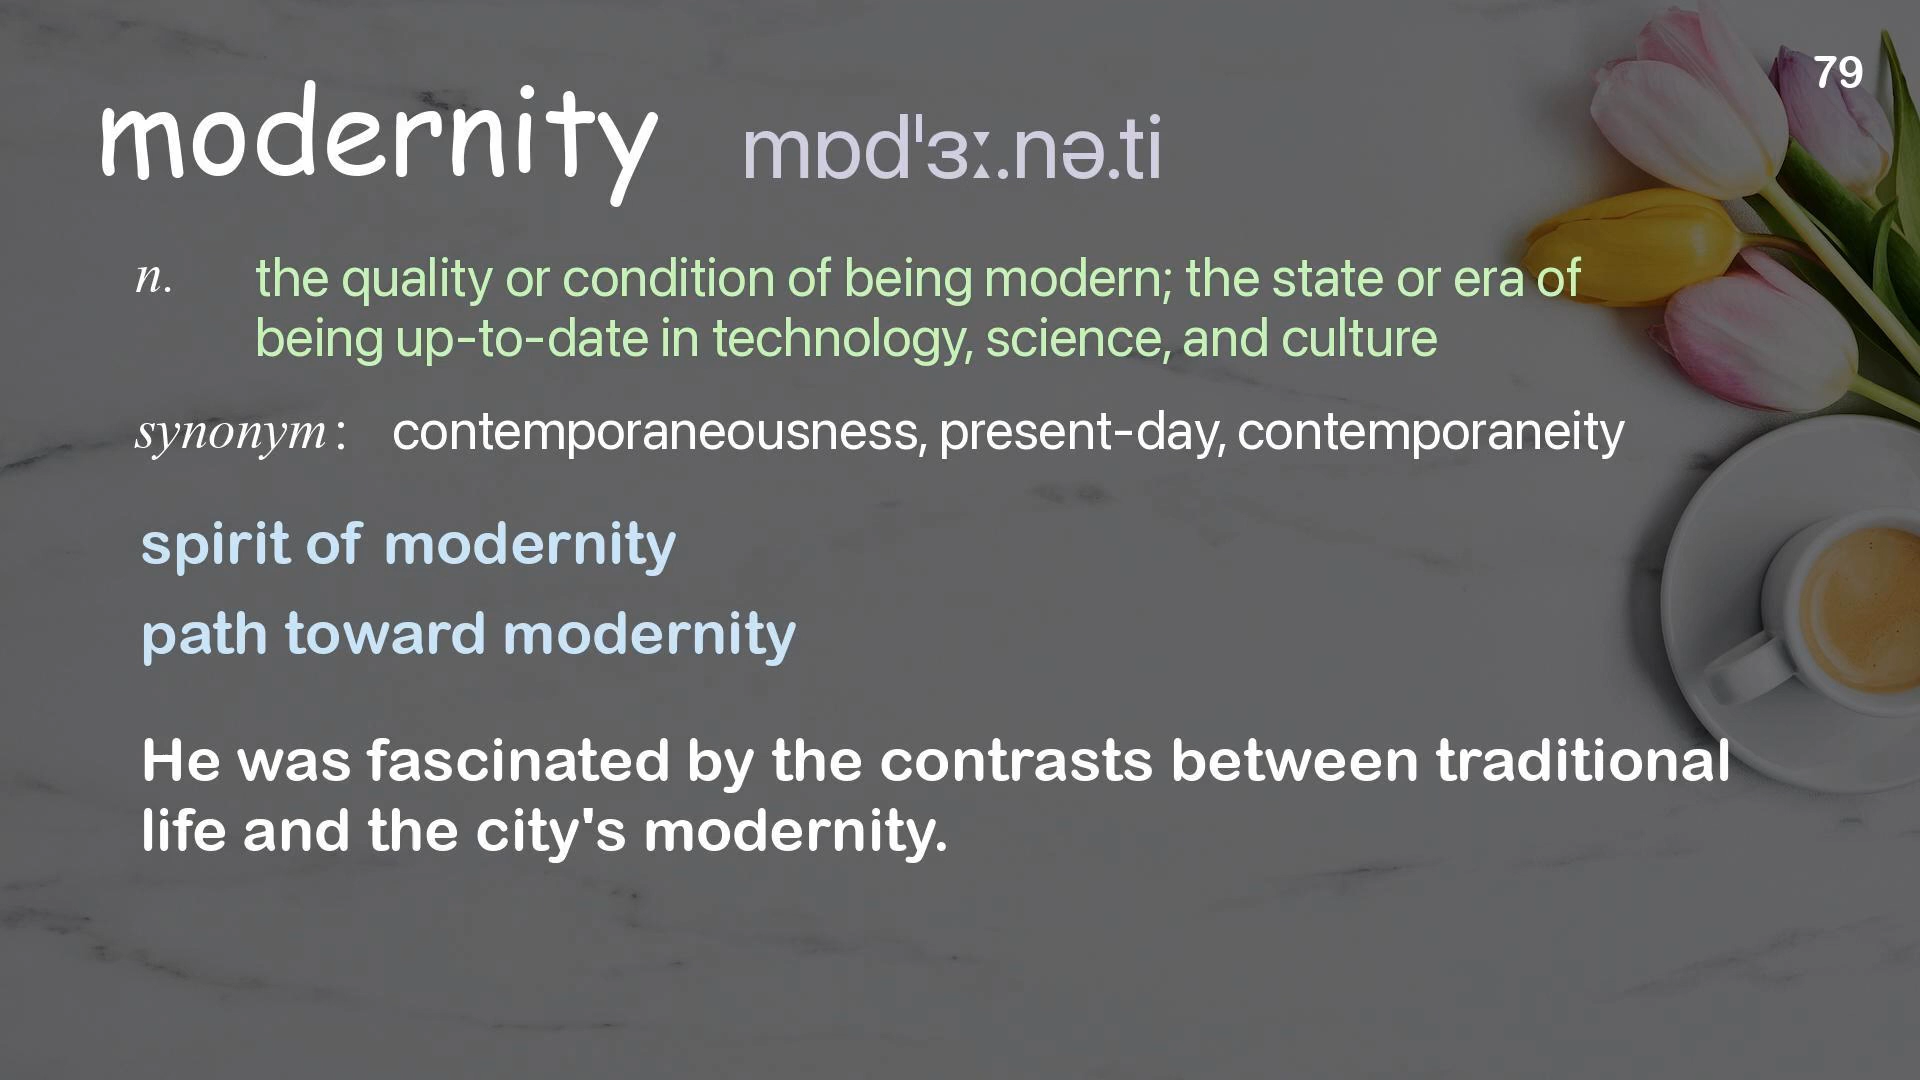 79
modernity mɒdˈɜː.nə.ti
n. the quality or condition of being modern; the state or era of
being up-to-date in technology, science, and culture
synonym: contemporaneousness, present-day, contemporaneity
spirit of modernity
path toward modernity
He was fascinated by the contrasts between traditional
life and the city's modernity.